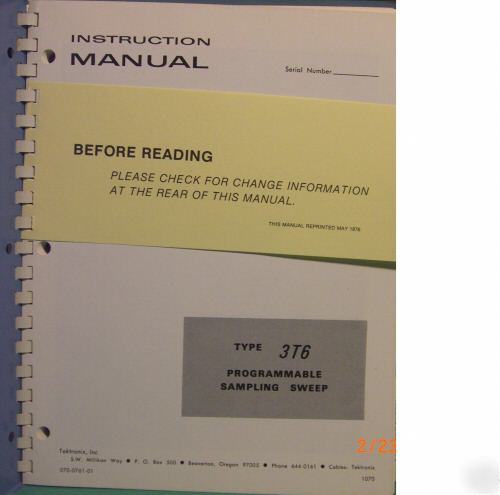 INSTRUCTION
MANUAL
Serial Number
BEFORE READING
PLEASE CHECK FOR CHANGE INFORMATION
AT THE REAR OF THIS MANUAL.
THIS MANUAL REPRINTED MAY 1976
TYPE 3T6
PROGRAMMABLE
SAMPLING SWEEP
Tektronix, Inc.
S.W. Millikan Way ● P. O. Box 500 ● Beaverton, Oregon 97005 ● Phone 644-0161 ● Cables: Tektronix
070-0761-01
1070